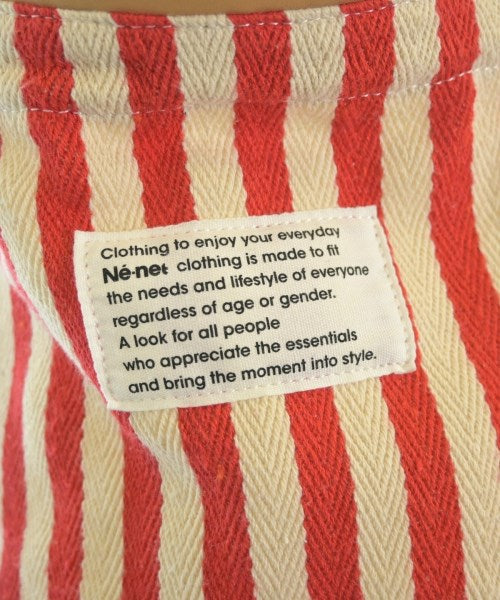 Clothing to enjoy your everyday
Né-net clothing is made to fit
the needs and lifestyle of everyone
regardless of age or gender.
A look for all people
who appreciate the essentials
and bring the moment into style.